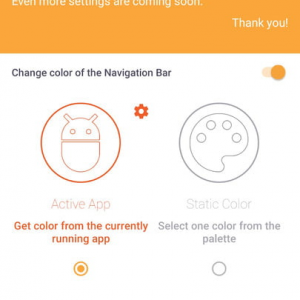 Even more settings are coming soon.
Thank you!
Change color of the Navigation Bar
Active App
Static Color
Get color from the currently running app
Select one color from the palette